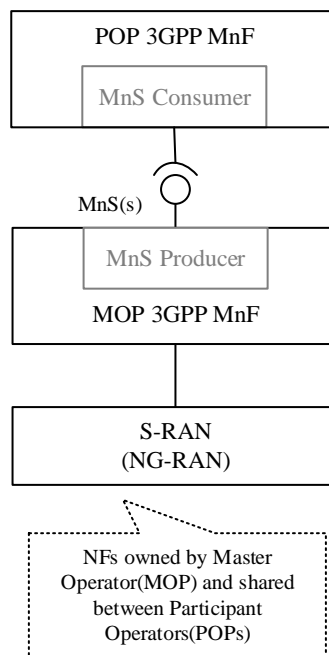 POP 3GPP MnF
MnS Consumer
MnS(s)
MnS Producer
MOP 3GPP MnF
S-RAN
(NG-RAN)
NFs owned by Master
Operator(MOP) and shared
between Participant
Operators(POPs)